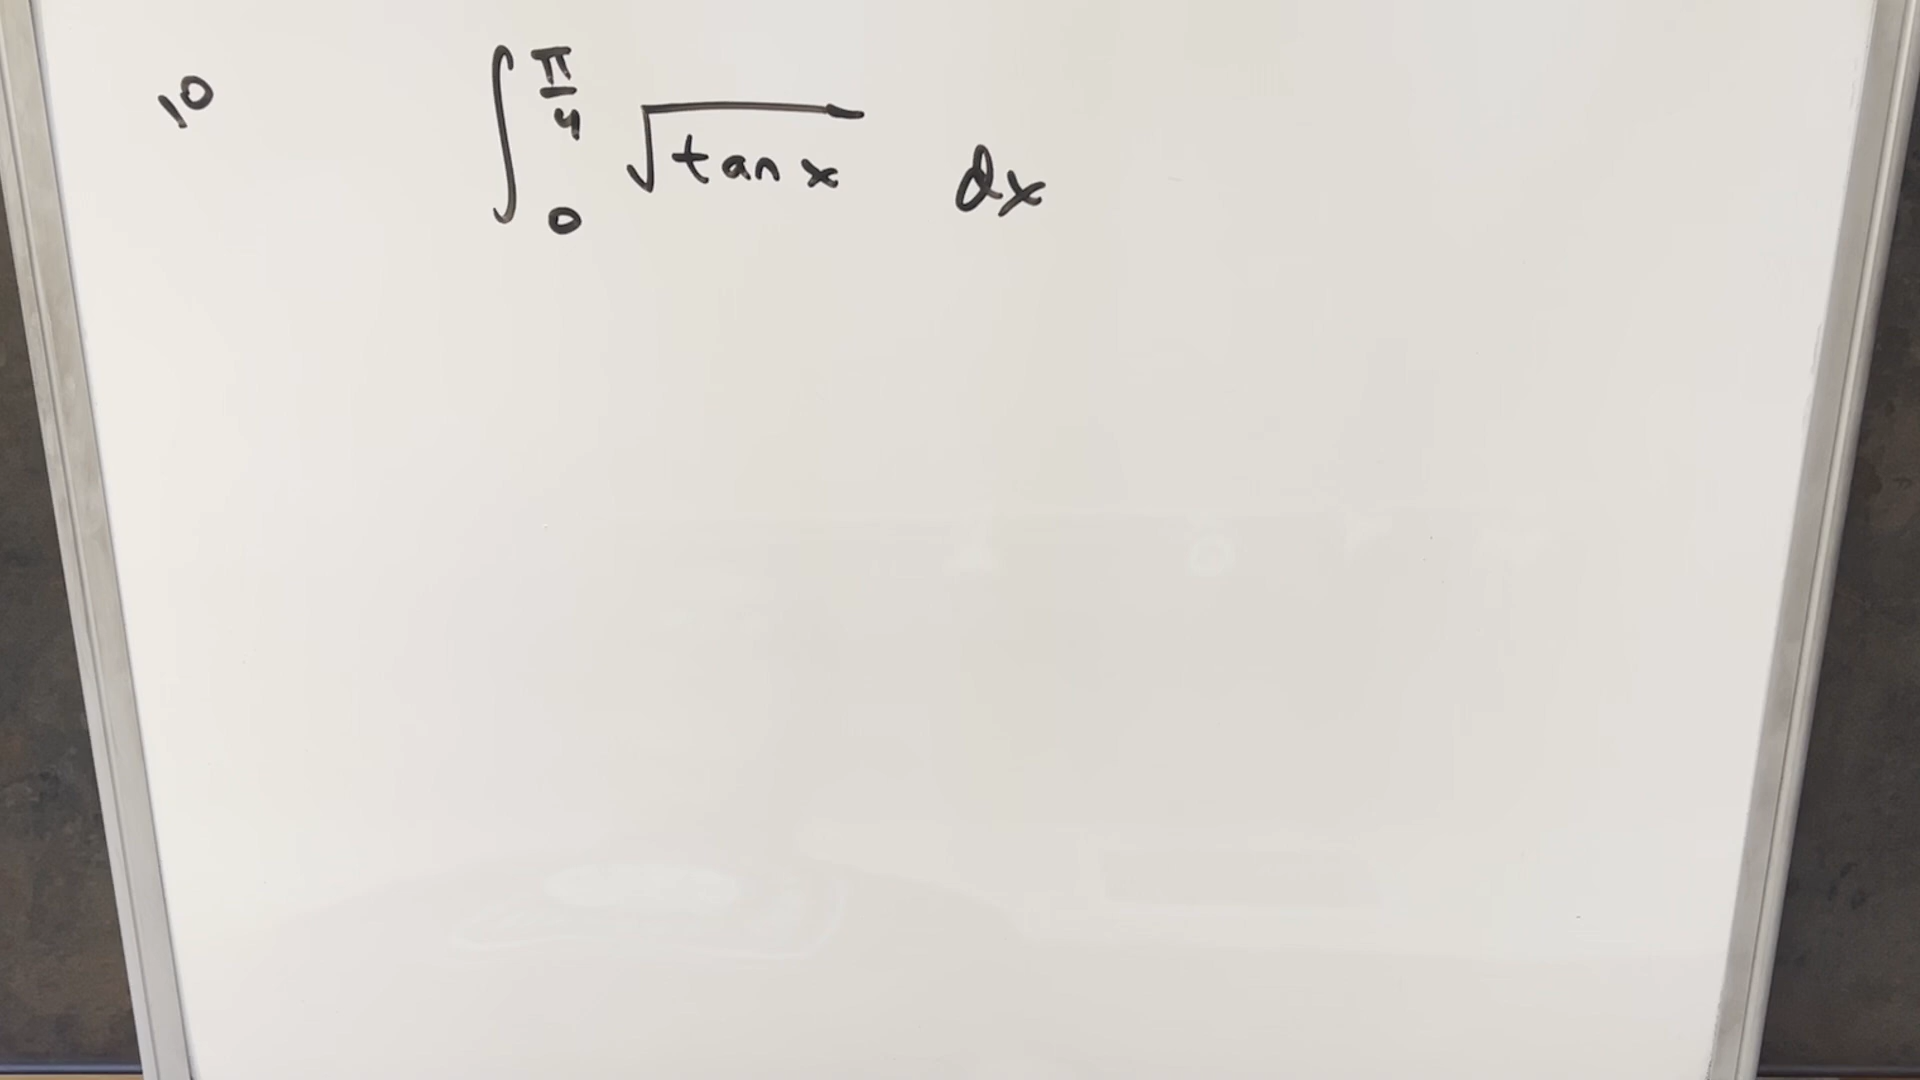 10 ∫₀^{π/4} √(tan x) dx